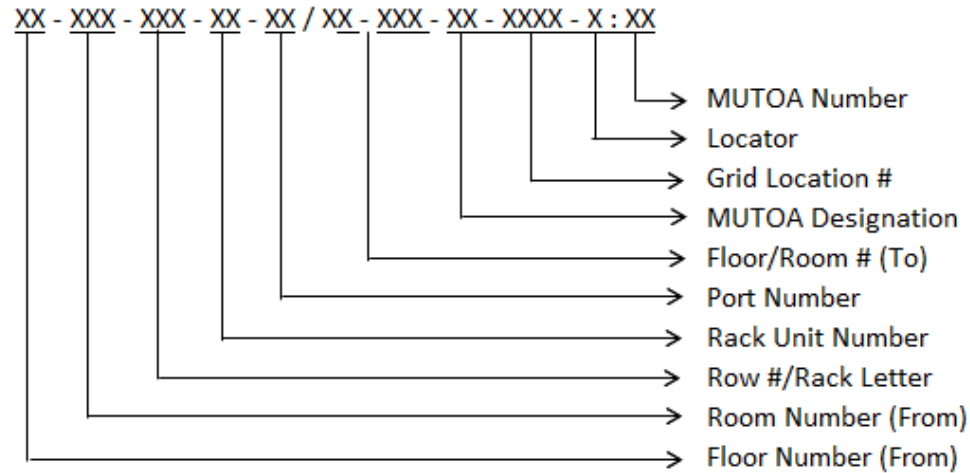 XX - XXX - XXX - XX - XX / XX - XXX - XX - XXXX - X : XX
MUTOA Number
Locator
Grid Location #
MUTOA Designation
Floor/Room # (To)
Port Number
Rack Unit Number
Row #/Rack Letter
Room Number (From)
Floor Number (From)